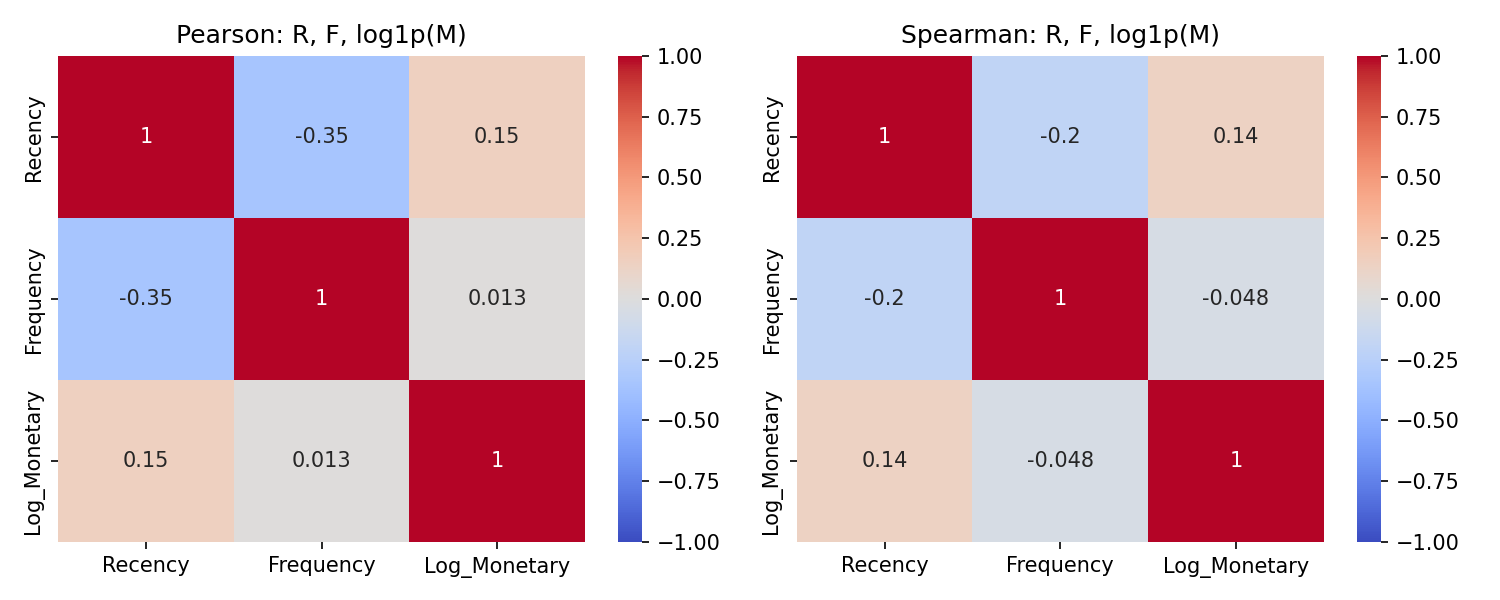 Pearson: R, F, log1p(M)
Recency
Frequency
Log_Monetary
1 -0.35 0.15
-0.35 1 0.013
0.15 0.013 1
Recency Frequency Log_Monetary
1.00
0.75
0.50
0.25
0.00
−0.25
−0.50
−0.75
−1.00
Spearman: R, F, log1p(M)
Recency
Frequency
Log_Monetary
1 -0.2 0.14
-0.2 1 -0.048
0.14 -0.048 1
Recency Frequency Log_Monetary
1.00
0.75
0.50
0.25
0.00
−0.25
−0.50
−0.75
−1.00